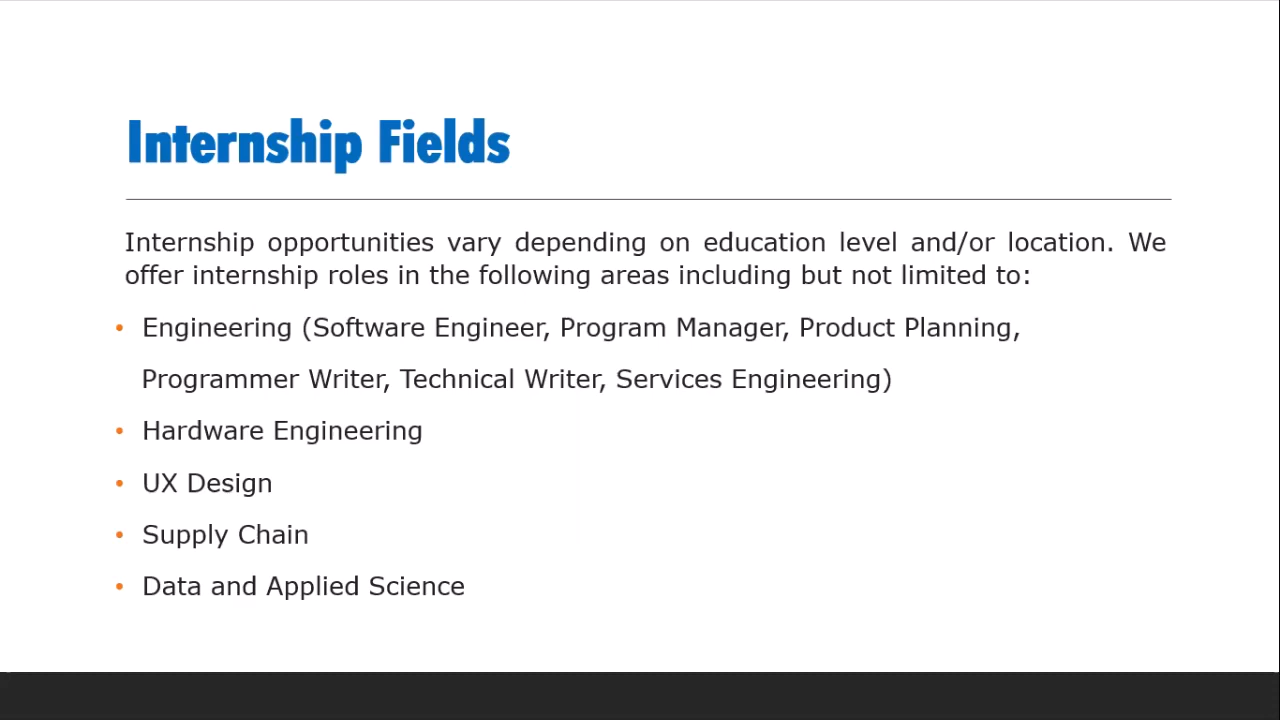 Internship Fields
Internship opportunities vary depending on education level and/or location. We
offer internship roles in the following areas including but not limited to:
• Engineering (Software Engineer, Program Manager, Product Planning,
Programmer Writer, Technical Writer, Services Engineering)
• Hardware Engineering
• UX Design
• Supply Chain
• Data and Applied Science